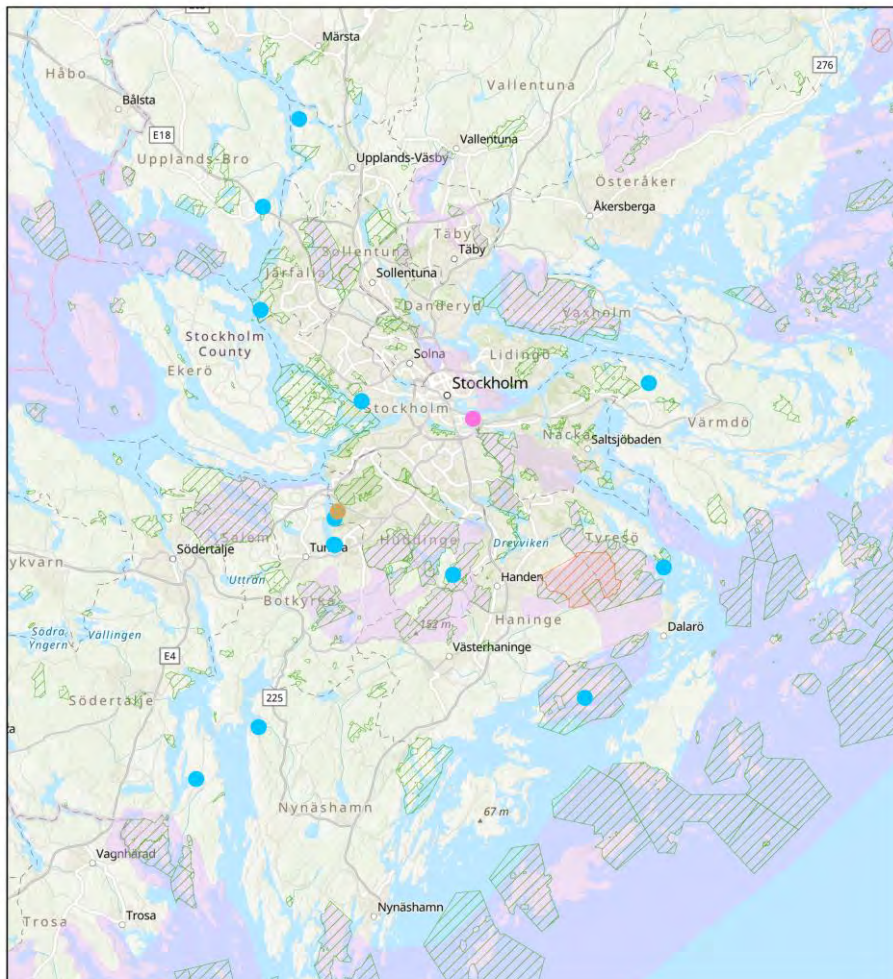 Märsta
276
Håbo
Vallentuna
Bålsta
E18
Vallentuna
Upplands-Bro
Upplands-Väsby
Österåker
Åkersberga
Täby
Sollentuna
Täby
Järfälla
Sollentuna
Danderyd
Vaxholm
Stockholm
County
Solna
Lidingö
Ekerö
Stockholm
Stockholm
Värmdö
Nacka
Saltsjöbaden
Salem
Huddinge
Drevviken
Tyresö
Södertälje
ykvarn
Uttran
Handen
Botkyrka
Haninge
Dalarö
Södra
Yngern
Vällingen
152 m
Västerhaninge
E4
225
Södertälje
ta
Nynäshamn
67 m
Vagnhärad
Nynäshamn
Trosa
Trosa